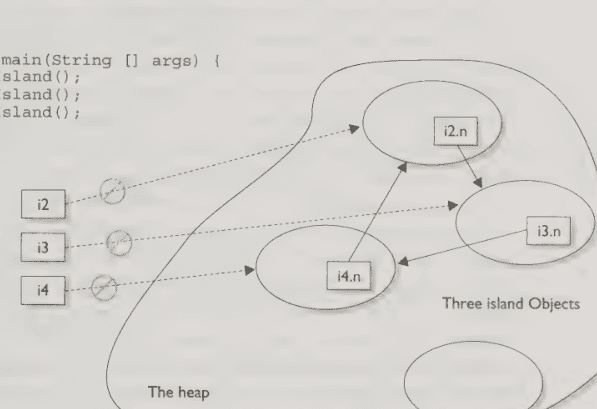 main(String [] args) {
sland();
sland();
sland();
i2.n
i2
i3
i3.n
i4
i4.n
Three island Objects
The heap